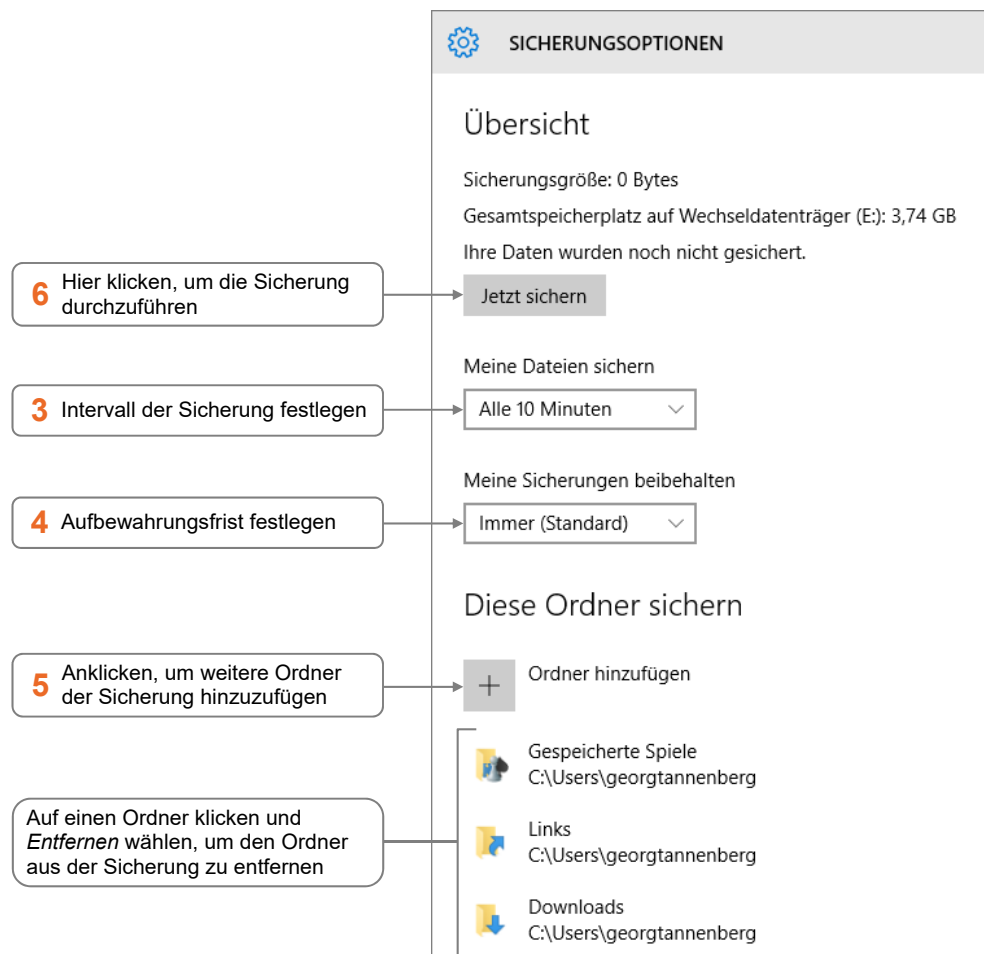 SICHERUNGSOPTIONEN
Übersicht
Sicherungsgröße: 0 Bytes
Gesamtspeicherplatz auf Wechseldatenträger (E:): 3,74 GB
Ihre Daten wurden noch nicht gesichert.
6 Hier klicken, um die Sicherung
durchzuführen
Jetzt sichern
Meine Dateien sichern
3 Intervall der Sicherung festlegen
Alle 10 Minuten
Meine Sicherungen beibehalten
4 Aufbewahrungsfrist festlegen
Immer (Standard)
Diese Ordner sichern
5 Anklicken, um weitere Ordner
der Sicherung hinzuzufügen
Ordner hinzufügen
Gespeicherte Spiele
C:\Users\georgtannenberg
Auf einen Ordner klicken und
Entfernen wählen, um den Ordner
aus der Sicherung zu entfernen
Links
C:\Users\georgtannenberg
Downloads
C:\Users\georgtannenberg